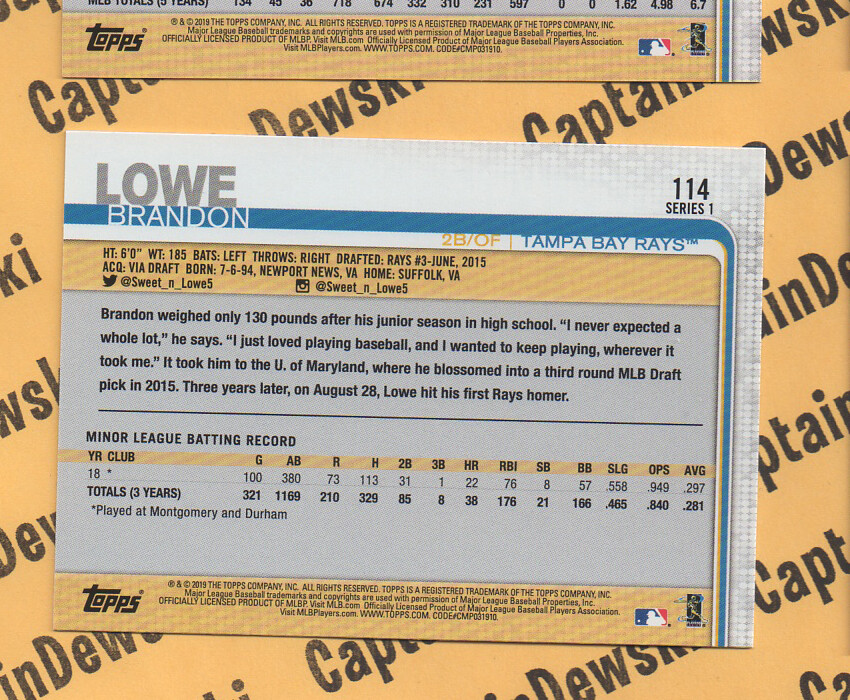 MLB TOTALS (5 YEARS) 134 45 36 718 674 332 310 231 597 0 0 1.62 4.98 6.7
Topps
® & © 2019 THE TOPPS COMPANY, INC. ALL RIGHTS RESERVED. TOPPS IS A REGISTERED TRADEMARK OF THE TOPPS COMPANY, INC.
Major League Baseball trademarks and copyrights are used with permission of Major League Baseball Properties, Inc.
OFFICIALLY LICENSED PRODUCT OF MLBP. Visit MLB.com Officially Licensed Product of Major League Baseball Players Association.
Visit MLBPlayers.com. WWW.TOPPS.COM. CODE#CMP031910.
LOWE
BRANDON
114
SERIES 1
2B/OF | TAMPA BAY RAYS™
HT: 6'0" WT: 185 BATS: LEFT THROWS: RIGHT DRAFTED: RAYS #3-JUNE, 2015
ACQ: VIA DRAFT BORN: 7-6-94, NEWPORT NEWS, VA HOME: SUFFOLK, VA
@Sweet_n_Lowe5 @Sweet_n_Lowe5
Brandon weighed only 130 pounds after his junior season in high school. “I never expected a
whole lot,” he says. “I just loved playing baseball, and I wanted to keep playing, wherever it
took me.” It took him to the U. of Maryland, where he blossomed into a third round MLB Draft
pick in 2015. Three years later, on August 28, Lowe hit his first Rays homer.
MINOR LEAGUE BATTING RECORD
YR CLUB G AB R H 2B 3B HR RBI SB BB SLG OPS AVG
18 * 100 380 73 113 31 1 22 76 8 57 .558 .949 .297
TOTALS (3 YEARS) 321 1169 210 329 85 8 38 176 21 166 .465 .840 .281
*Played at Montgomery and Durham
Topps
® & © 2019 THE TOPPS COMPANY, INC. ALL RIGHTS RESERVED. TOPPS IS A REGISTERED TRADEMARK OF THE TOPPS COMPANY, INC.
Major League Baseball trademarks and copyrights are used with permission of Major League Baseball Properties, Inc.
OFFICIALLY LICENSED PRODUCT OF MLBP. Visit MLB.com Officially Licensed Product of Major League Baseball Players Association.
Visit MLBPlayers.com. WWW.TOPPS.COM. CODE#CMP031910.
Captain
Dewski
CaptainDewski